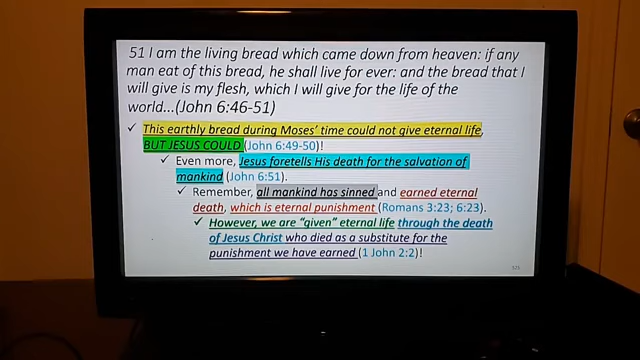 51 I am the living bread which came down from heaven: if any
man eat of this bread, he shall live for ever: and the bread that I
will give is my flesh, which I will give for the life of the
world...(John 6:46-51)
✓ This earthly bread during Moses' time could not give eternal life,
BUT JESUS COULD (John 6:49-50)!
✓ Even more, Jesus foretells His death for the salvation of
mankind (John 6:51).
✓ Remember, all mankind has sinned and earned eternal
death, which is eternal punishment (Romans 3:23; 6:23).
✓ However, we are "given" eternal life through the death
of Jesus Christ who died as a substitute for the
punishment we have earned (1 John 2:2)!